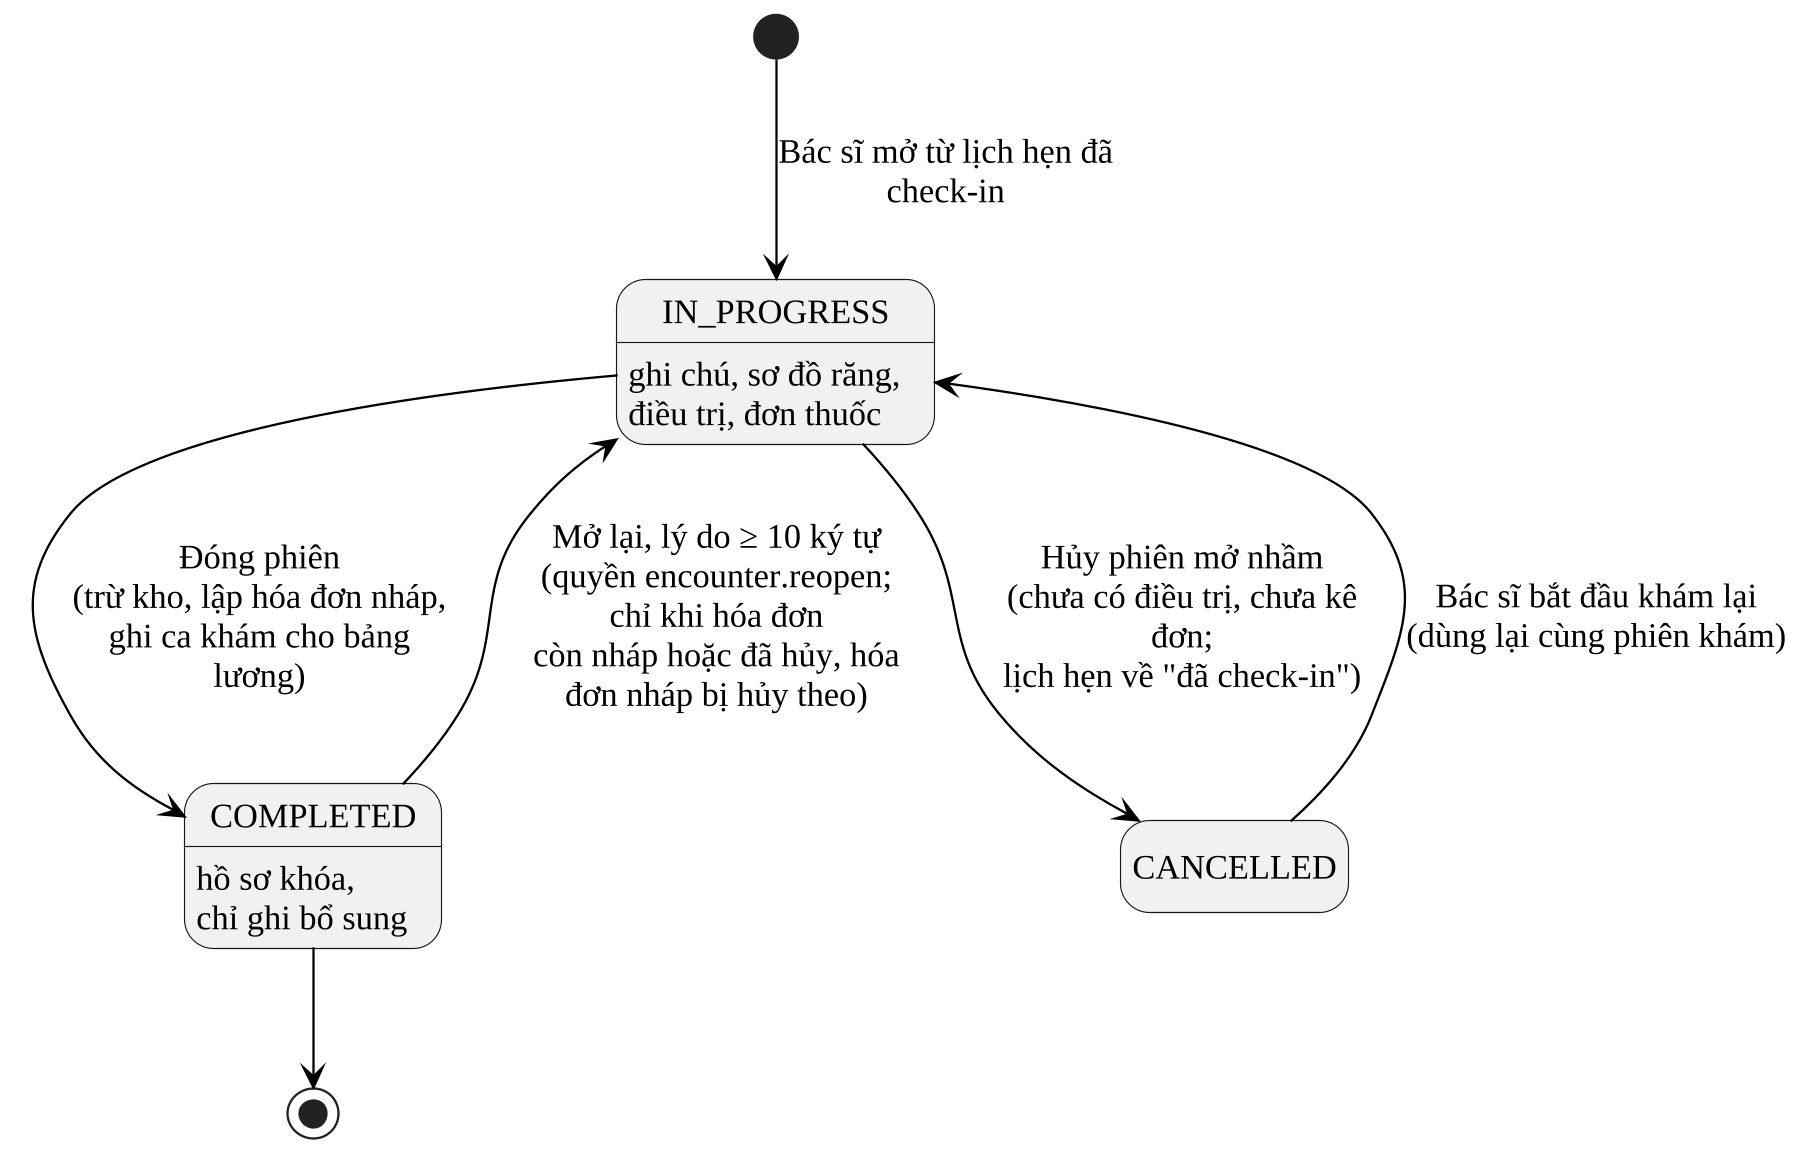 Bác sĩ mở từ lịch hẹn đã
check-in
IN_PROGRESS
ghi chú, sơ đồ răng,
điều trị, đơn thuốc
Đóng phiên
(trừ kho, lập hóa đơn nháp,
ghi ca khám cho bảng
lương)
Mở lại, lý do ≥ 10 ký tự
(quyền encounter.reopen;
chỉ khi hóa đơn
còn nháp hoặc đã hủy, hóa
đơn nháp bị hủy theo)
Hủy phiên mở nhầm
(chưa có điều trị, chưa kê
đơn;
lịch hẹn về "đã check-in")
Bác sĩ bắt đầu khám lại
(dùng lại cùng phiên khám)
COMPLETED
hồ sơ khóa,
chỉ ghi bổ sung
CANCELLED